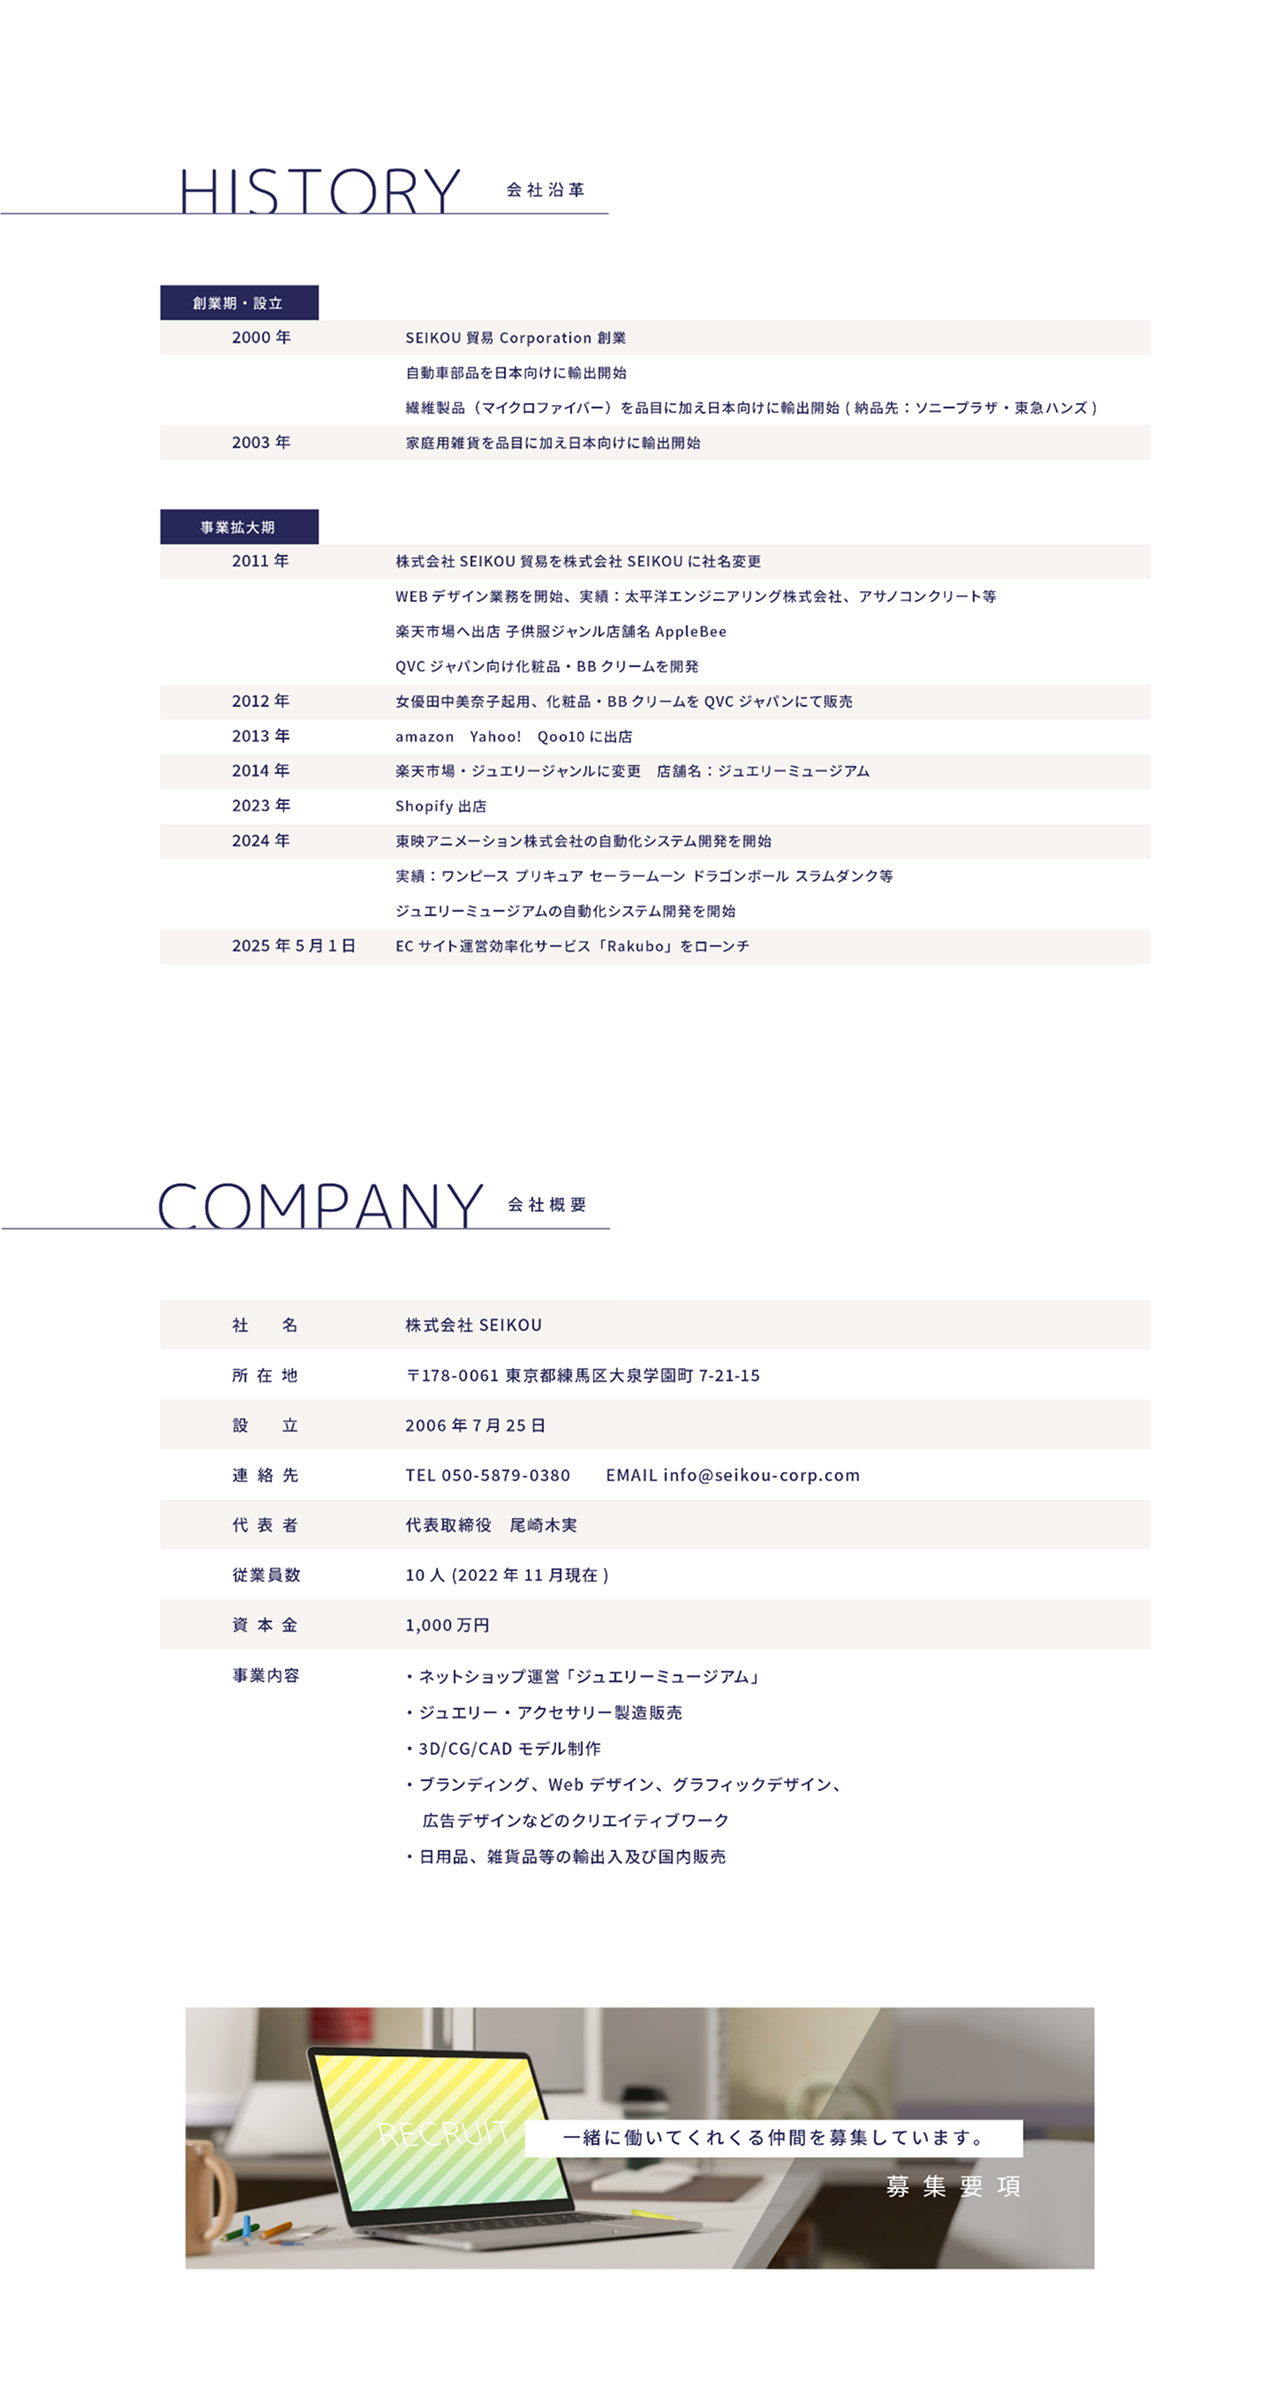 HISTORY 会社沿革
創業期・設立
2000 年 SEIKOU 貿易 Corporation 創業
自動車部品を日本向けに輸出開始
繊維製品（マイクロファイバー）を品目に加え日本向けに輸出開始 ( 納品先：ソニープラザ・東急ハンズ )
2003 年 家庭用雑貨を品目に加え日本向けに輸出開始
事業拡大期
2011 年 株式会社 SEIKOU 貿易を株式会社 SEIKOU に社名変更
WEB デザイン業務を開始、実績：太平洋エンジニアリング株式会社、アサノコンクリート等
楽天市場へ出店 子供服ジャンル店舗名 AppleBee
QVC ジャパン向け化粧品・BB クリームを開発
2012 年 女優田中美奈子起用、化粧品・BB クリームを QVC ジャパンにて販売
2013 年 amazon　Yahoo!　Qoo10 に出店
2014 年 楽天市場・ジュエリージャンルに変更　店舗名：ジュエリーミュージアム
2023 年 Shopify 出店
2024 年 東映アニメーション株式会社の自動化システム開発を開始
実績：ワンピース プリキュア セーラームーン ドラゴンボール スラムダンク等
ジュエリーミュージアムの自動化システム開発を開始
2025 年 5 月 1 日 EC サイト運営効率化サービス「Rakubo」をローンチ
COMPANY 会社概要
社　名 株式会社 SEIKOU
所在地 〒178-0061 東京都練馬区大泉学園町 7-21-15
設　立 2006 年 7 月 25 日
連絡先 TEL 050-5879-0380　EMAIL info@seikou-corp.com
代表者 代表取締役　尾崎木実
従業員数 10 人 (2022 年 11 月現在 )
資本金 1,000 万円
事業内容 ・ネットショップ運営「ジュエリーミュージアム」
・ジュエリー・アクセサリー製造販売
・3D/CG/CAD モデル制作
・ブランディング、Web デザイン、グラフィックデザイン、
広告デザインなどのクリエイティブワーク
・日用品、雑貨品等の輸出入及び国内販売
RECRUIT 一緒に働いてくれくる仲間を募集しています。
募集要項